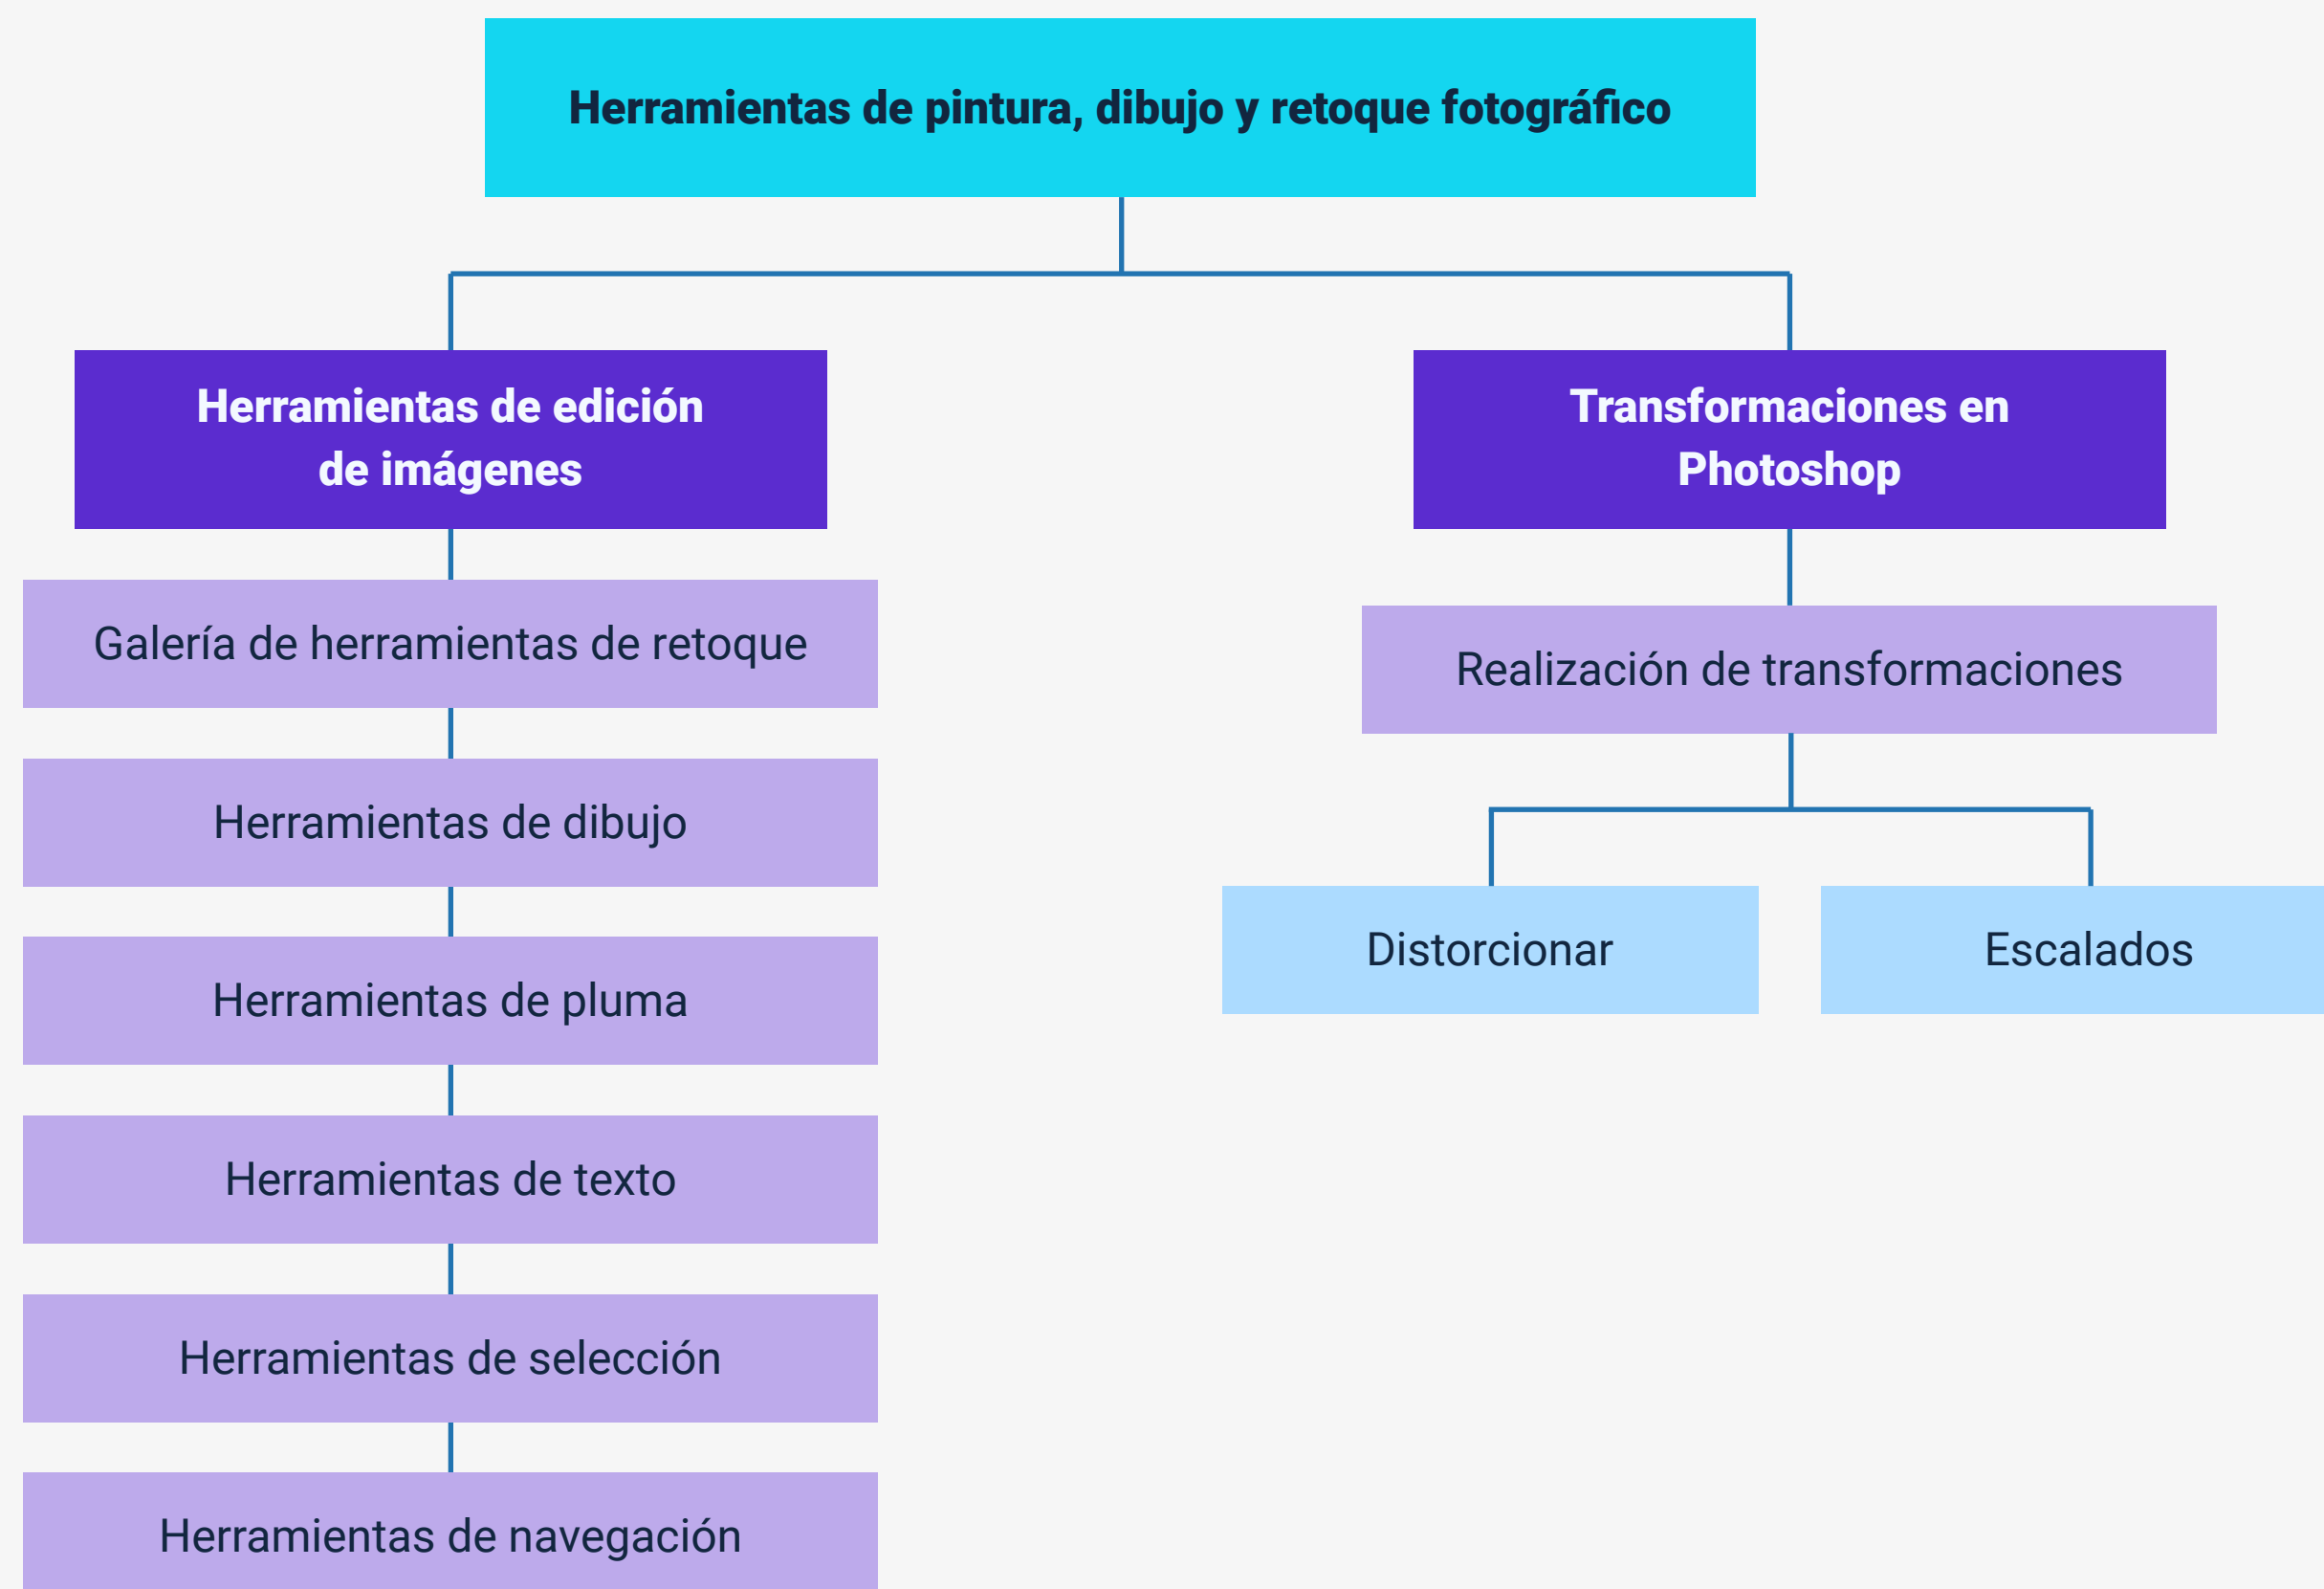 Herramientas de pintura, dibujo y retoque fotográfico
Herramientas de edición
de imágenes
Galería de herramientas de retoque
Herramientas de dibujo
Herramientas de pluma
Herramientas de texto
Herramientas de selección
Herramientas de navegación
Transformaciones en
Photoshop
Realización de transformaciones
Distorcionar
Escalados